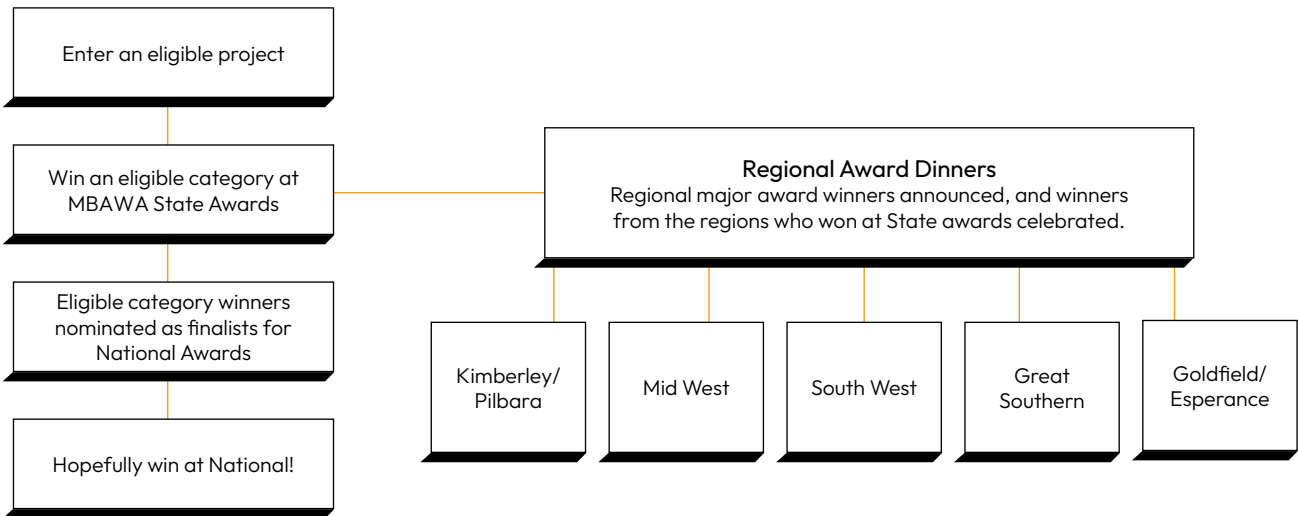 Enter an eligible project
Win an eligible category at
MBAWA State Awards
Eligible category winners
nominated as finalists for
National Awards
Hopefully win at National!
Regional Award Dinners
Regional major award winners announced, and winners
from the regions who won at State awards celebrated.
Kimberley/
Pilbara
Mid West
South West
Great
Southern
Goldfield/
Esperance